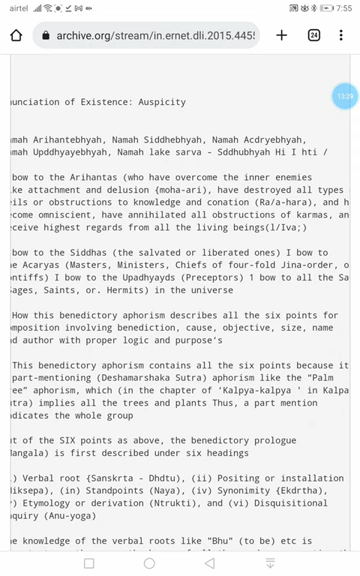 airtel 7:55
archive.org/stream/in.ernet.dli.2015.4455 24
13:29
nunciation of Existence: Auspicity
mah Arihantebhyah, Namah Siddhebhyah, Namah Acdryebhyah,
mah Upddhyayebhyah, Namah lake sarva - Sddhubhyah Hi I hti /
bow to the Arihantas (who have overcome the inner enemies
ke attachment and delusion {moha-ari), have destroyed all types
ils or obstructions to knowledge and conation (Ra/a-hara), and h
come omniscient, have annihilated all obstructions of karmas, an
ceive highest regards from all the living beings(l/Iva;)
bow to the Siddhas (the salvated or liberated ones) I bow to
e Acaryas (Masters, Ministers, Chiefs of four-fold Jina-order, o
ntiffs) I bow to the Upadhyayds (Preceptors) 1 bow to all the Sa
ages, Saints, or. Hermits) in the universe
How this benedictory aphorism describes all the six points for
mposition involving benediction, cause, objective, size, name
d author with proper logic and purpose's
This benedictory aphorism contains all the six points because it
part-mentioning (Deshamarshaka Sutra) aphorism like the "Palm
ee" aphorism, which (in the chapter of 'Kalpya-kalpya ' in Kalpa
tra) implies all the trees and plants Thus, a part mention
dicates the whole group
ut of the SIX points as above, the benedictory prologue
angala) is first described under six headings
) Verbal root {Sanskrta - Dhdtu), (ii) Positing or installation
iksepa), (in) Standpoints (Naya), (iv) Synonimity {Ekdrtha),
) Etymology or derivation (Ntrukti), and (vi) Disquisitional
quiry (Anu-yoga)
e knowledge of the verbal roots like "Bhu" (to be) etc is